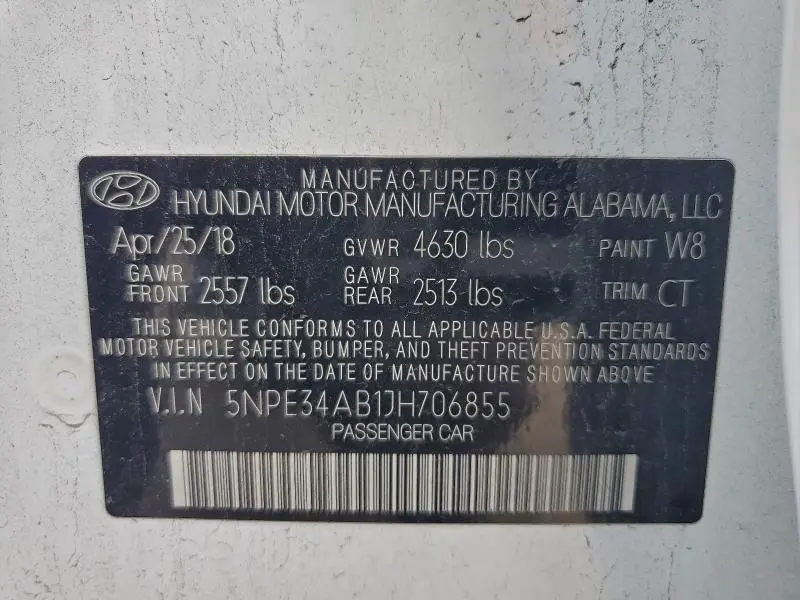 MANUFACTURED BY
HYUNDAI MOTOR MANUFACTURING ALABAMA, LLC
Apr/25/18 GVWR 4630 lbs PAINT W8
GAWR FRONT 2557 lbs GAWR REAR 2513 lbs TRIM CT
THIS VEHICLE CONFORMS TO ALL APPLICABLE U.S.A. FEDERAL
MOTOR VEHICLE SAFETY, BUMPER, AND THEFT PREVENTION STANDARDS
IN EFFECT ON THE DATE OF MANUFACTURE SHOWN ABOVE
V.I.N 5NPE34AB1JH706855
PASSENGER CAR